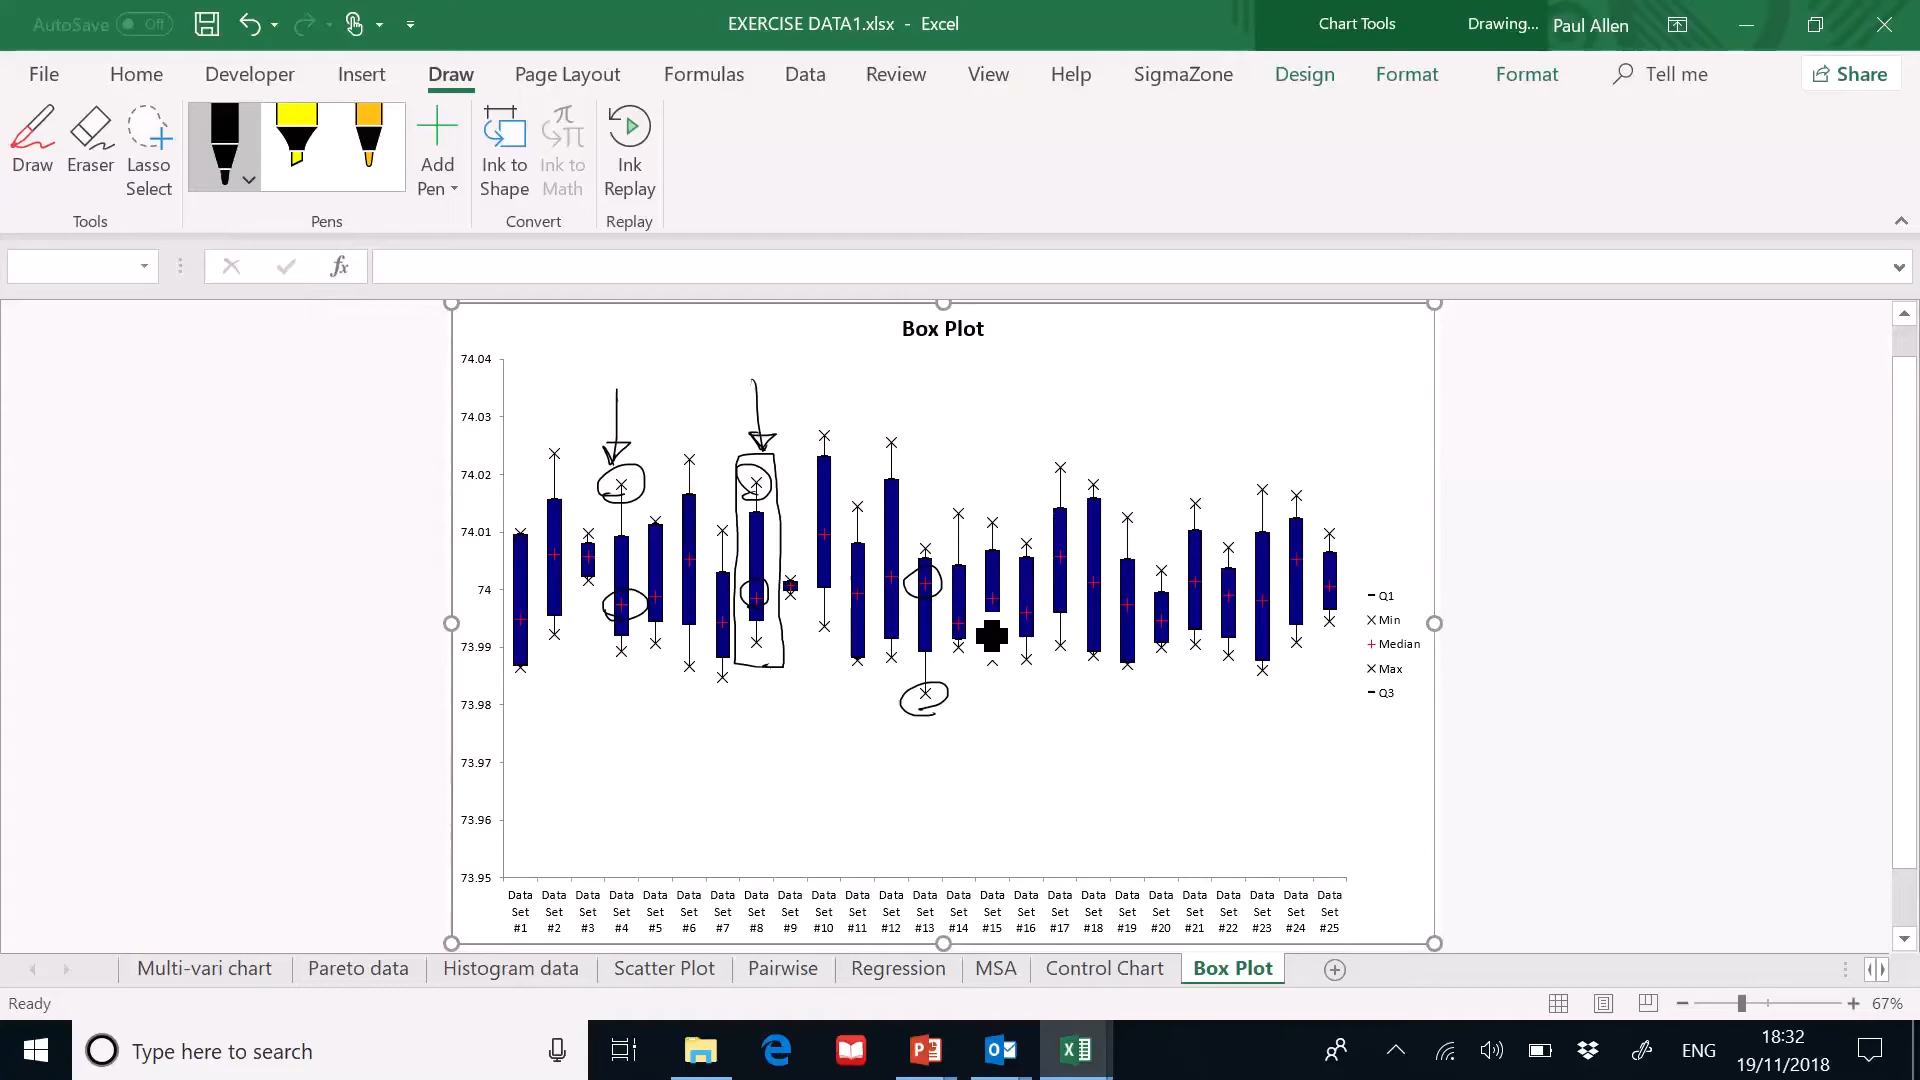 AutoSave Off EXERCISE DATA1.xlsx - Excel Chart Tools Drawing... Paul Allen
File Home Developer Insert Draw Page Layout Formulas Data Review View Help SigmaZone Design Format Format Tell me Share
Draw Eraser Lasso Select Add Pen Ink to Shape Ink to Math Ink Replay
Tools Pens Convert Replay
fx
Box Plot
74.04
74.03
74.02
74.01
74
73.99
73.98
73.97
73.96
73.95
Q1
Min
Median
Max
Q3
Data Data Data Data Data Data Data Data Data Data Data Data Data Data Data Data Data Data Data Data Data Data Data Data Data
Set Set Set Set Set Set Set Set Set Set Set Set Set Set Set Set Set Set Set Set Set Set Set Set Set
#1 #2 #3 #4 #5 #6 #7 #8 #9 #10 #11 #12 #13 #14 #15 #16 #17 #18 #19 #20 #21 #22 #23 #24 #25
Multi-vari chart Pareto data Histogram data Scatter Plot Pairwise Regression MSA Control Chart Box Plot
Ready 67%
Type here to search ENG 18:32
19/11/2018